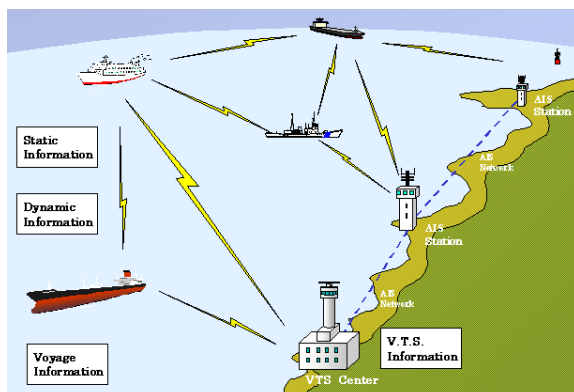 AIS
Station
Static
Information
AIS
Network
Dynamic
Information
AIS
Station
AIS
Network
Voyage
Information
V.T.S.
Information
VTS Center